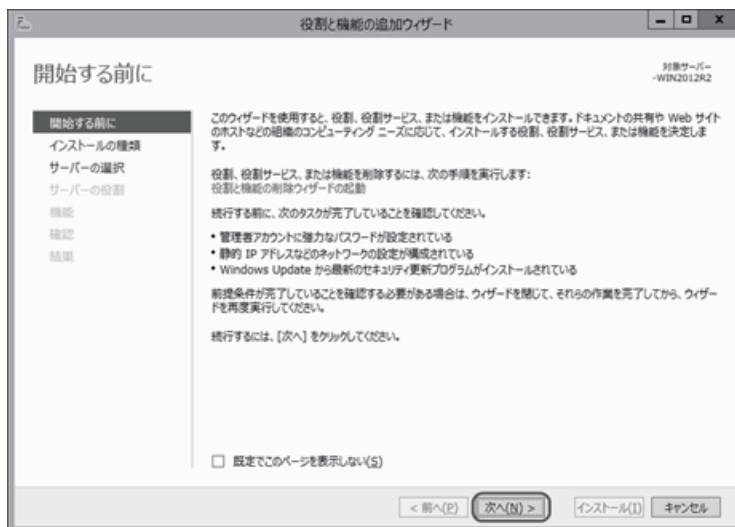 役割と機能の追加ウィザード
開始する前に
対象サーバー
-WIN2012R2
開始する前に
インストールの種類
サーバーの選択
サーバーの役割
機能
確認
結果
このウィザードを使用すると、役割、役割サービス、または機能をインストールできます。ドキュメントの共有や Web サイト
のホストなどの組織のコンピューティング ニーズに応じて、インストールする役割、役割サービス、または機能を決定しま
す。
役割、役割サービス、または機能を削除するには、次の手順を実行します:
役割と機能の削除ウィザードの起動
続行する前に、次のタスクが完了していることを確認してください。
• 管理者アカウントに強力なパスワードが設定されている
• 静的 IP アドレスなどのネットワークの設定が構成されている
• Windows Update から最新のセキュリティ更新プログラムがインストールされている
前提条件が完了していることを確認する必要がある場合は、ウィザードを閉じて、それらの作業を完了してから、ウィザー
ドを再度実行してください。
続行するには、[次へ] をクリックしてください。
既定でこのページを表示しない(S)
< 前へ(P) 次へ(N) > インストール(I) キャンセル